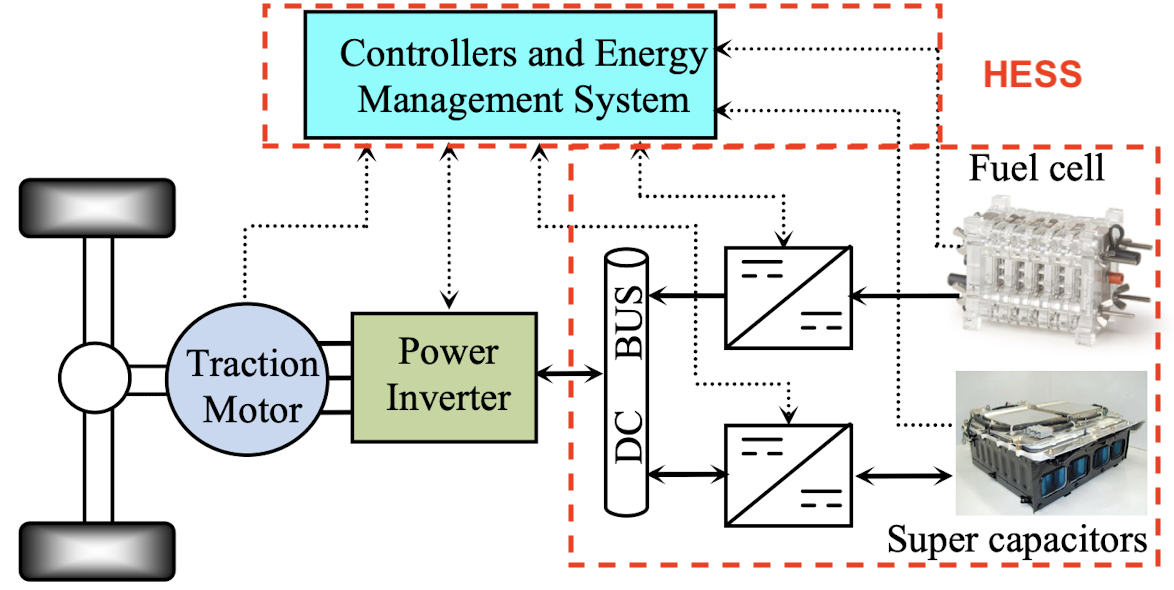 Controllers and Energy
Management System
HESS
Fuel cell
Traction
Motor
Power
Inverter
DC BUS
Super capacitors